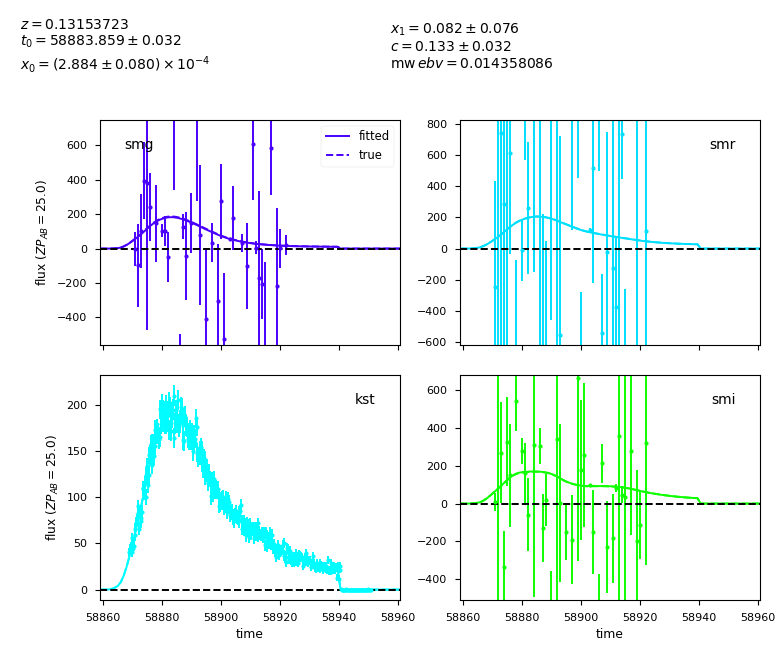 z = 0.13153723
t₀ = 58883.859 ± 0.032
x₀ = (2.884 ± 0.080) × 10⁻⁴
x₁ = 0.082 ± 0.076
c = 0.133 ± 0.032
mw ebv = 0.014358086
smg
fitted
true
600
400
200
0
−200
−400
flux (ZP_AB = 25.0)
smr
800
600
400
200
0
−200
−400
−600
kst
200
150
100
50
0
flux (ZP_AB = 25.0)
58860 58880 58900 58920 58940 58960
time
smi
600
400
200
0
−200
−400
58860 58880 58900 58920 58940 58960
time